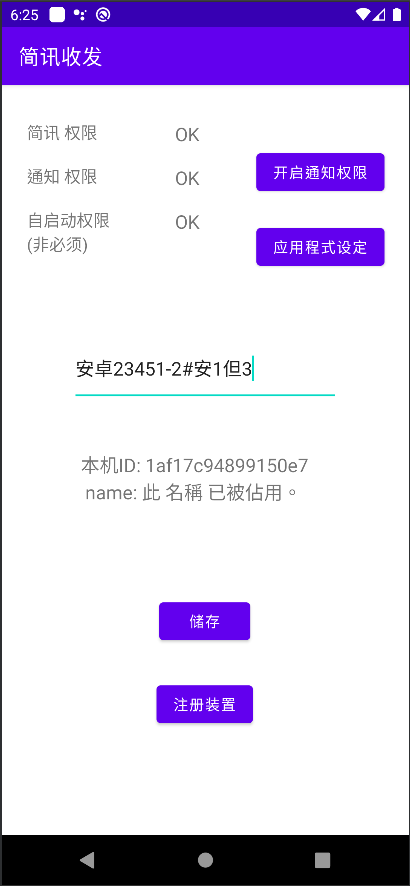 6:25
简讯收发
简讯 权限 OK
通知 权限 OK
开启通知权限
自启动权限 OK
(非必须)
应用程式设定
安卓23451-2#安1但3
本机ID: 1af17c94899150e7
name: 此 名稱 已被佔用。
储存
注册装置